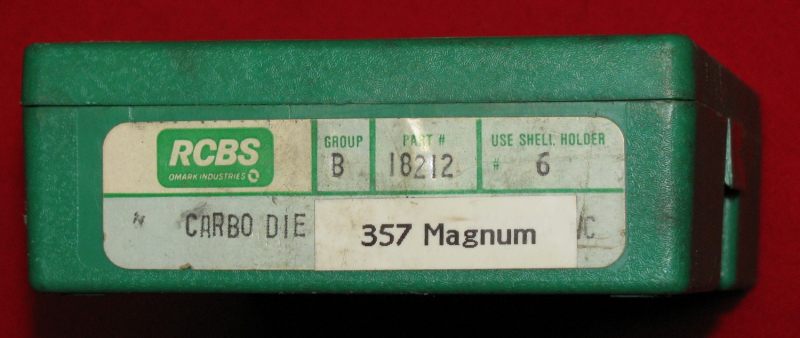 RCBS
OMARK INDUSTRIES
GROUP
B
PART #
18212
USE SHELL HOLDER
# 6
" CARBO DIE
357 Magnum
C